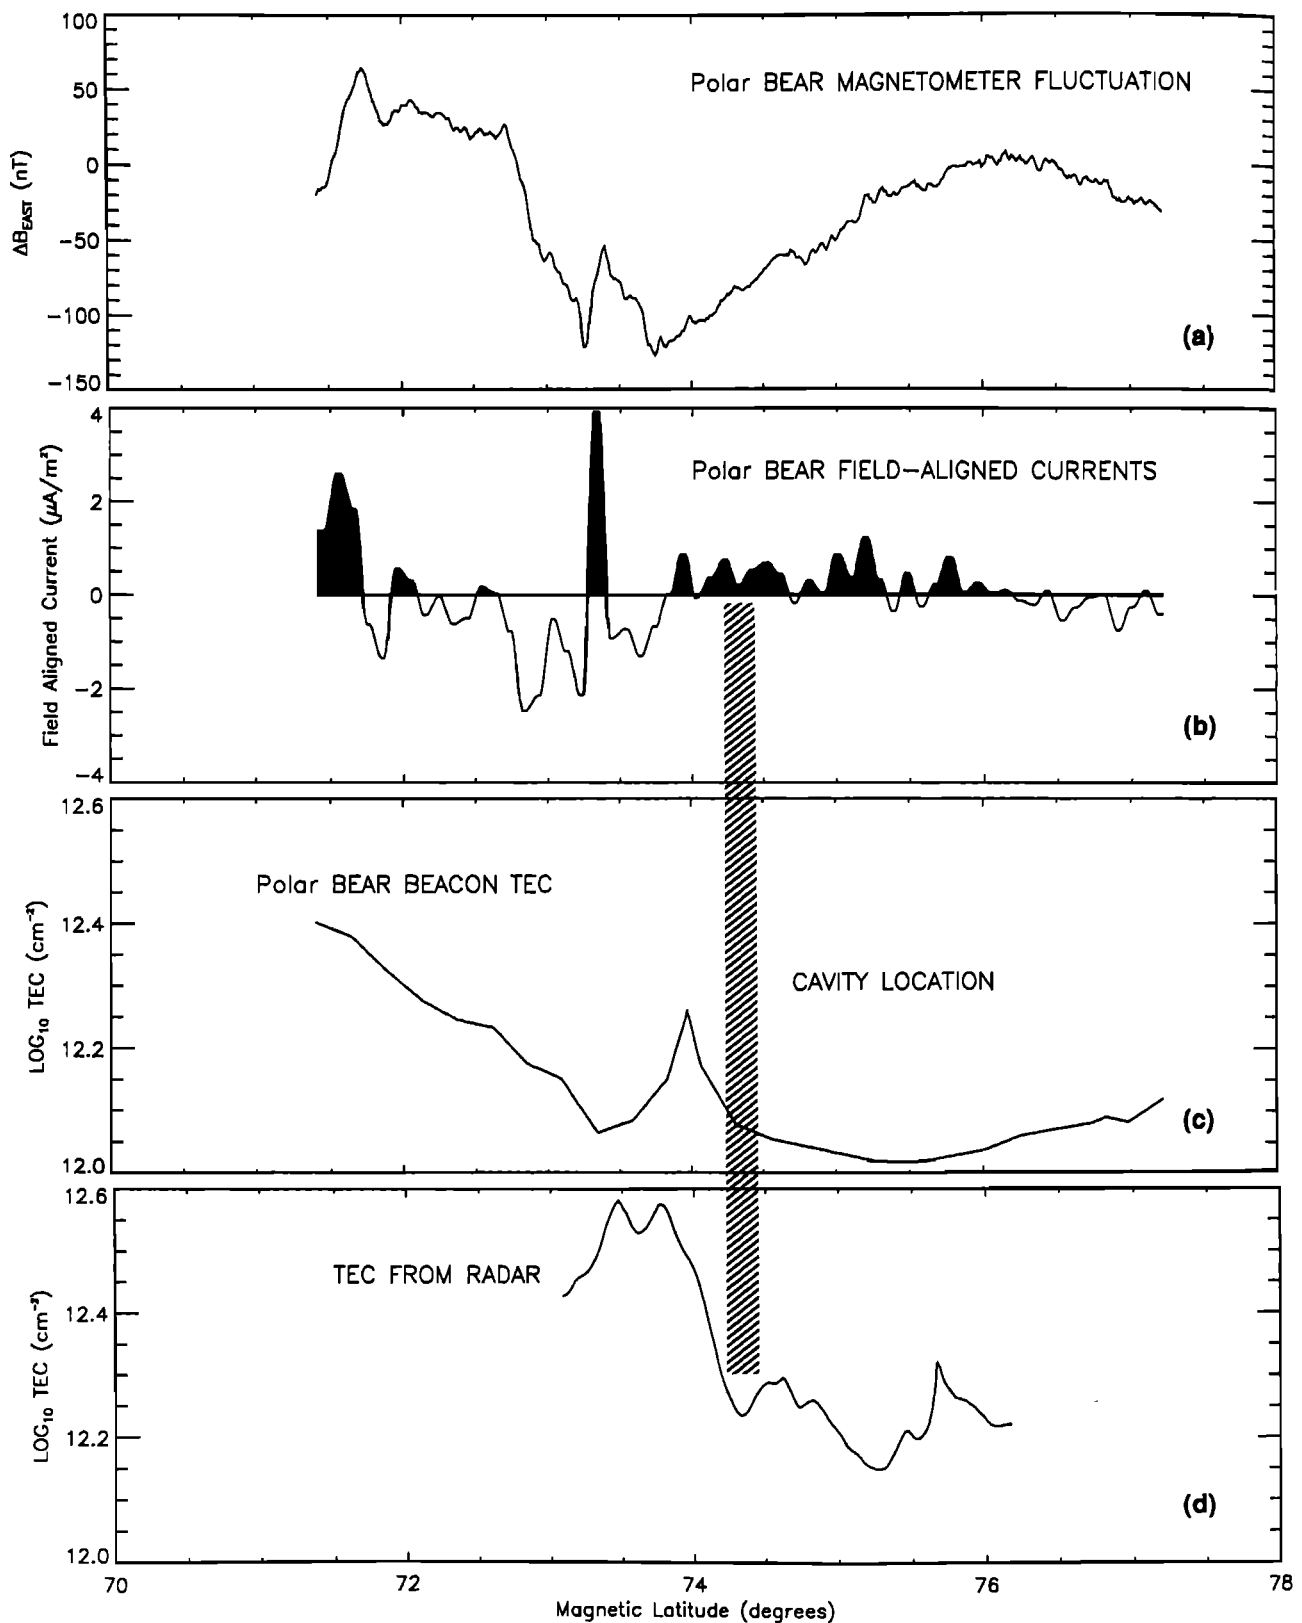 100
50
0
-50
-100
-150
ΔB_EAST (nT)
Polar BEAR MAGNETOMETER FLUCTUATION
(a)
4
2
0
-2
-4
Field Aligned Current (μA/m²)
Polar BEAR FIELD-ALIGNED CURRENTS
(b)
12.6
12.4
12.2
12.0
LOG₁₀ TEC (cm⁻²)
Polar BEAR BEACON TEC
CAVITY LOCATION
(c)
12.6
12.4
12.2
12.0
LOG₁₀ TEC (cm⁻²)
TEC FROM RADAR
(d)
70 72 74 76 78
Magnetic Latitude (degrees)